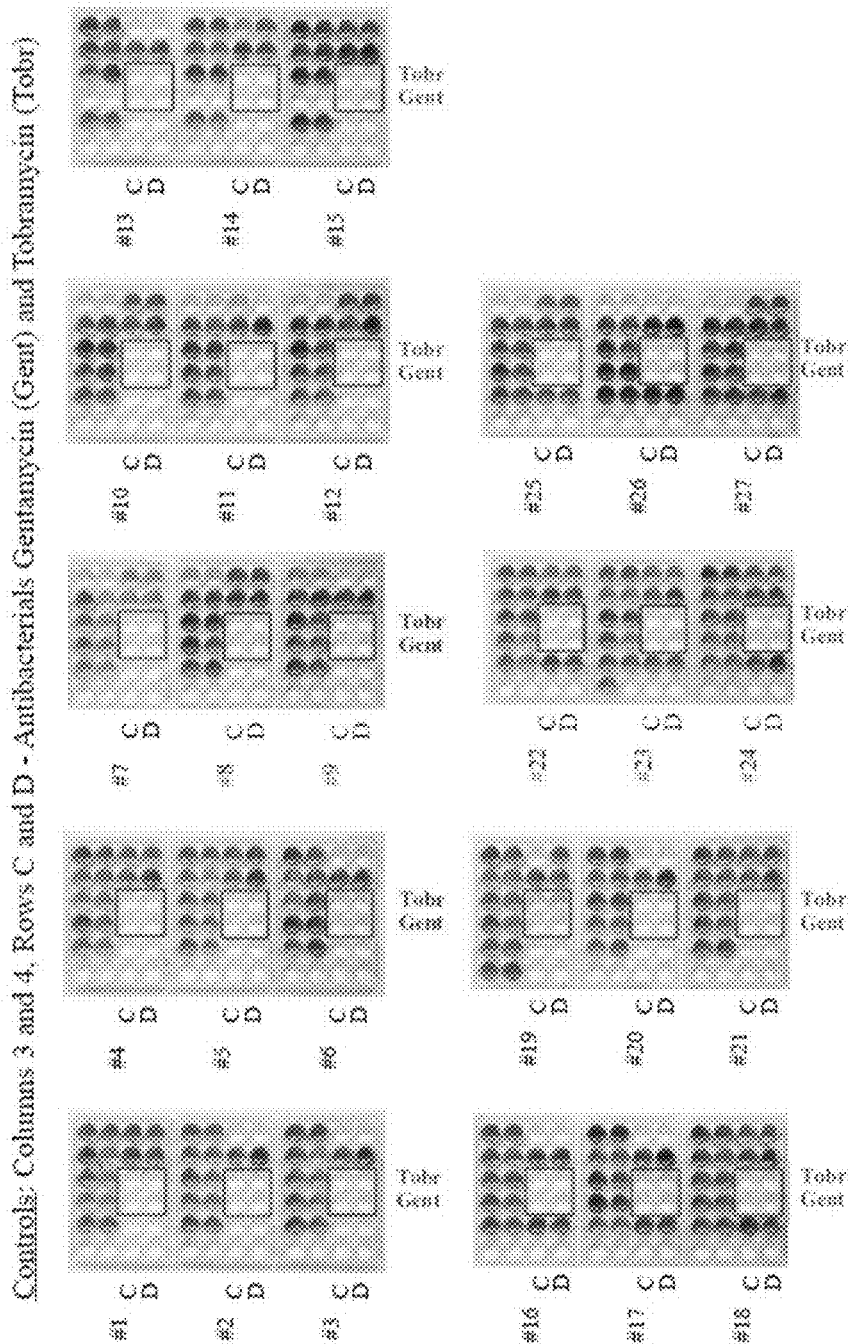 Controls: Columns 3 and 4, Rows C and D - Antibacterials Gentamycin (Gent) and Tobramycin (Tobr)
#1
C
D
#2
C
D
#3
C
D
Tobr
Gent
#4
C
D
#5
C
D
#6
C
D
Tobr
Gent
#7
C
D
#8
C
D
#9
C
D
Tobr
Gent
#10
C
D
#11
C
D
#12
C
D
Tobr
Gent
#13
C
D
#14
C
D
#15
C
D
Tobr
Gent
#16
C
D
#17
C
D
#18
C
D
Tobr
Gent
#19
C
D
#20
C
D
#21
C
D
Tobr
Gent
#22
C
D
#23
C
D
#24
C
D
Tobr
Gent
#25
C
D
#26
C
D
#27
C
D
Tobr
Gent